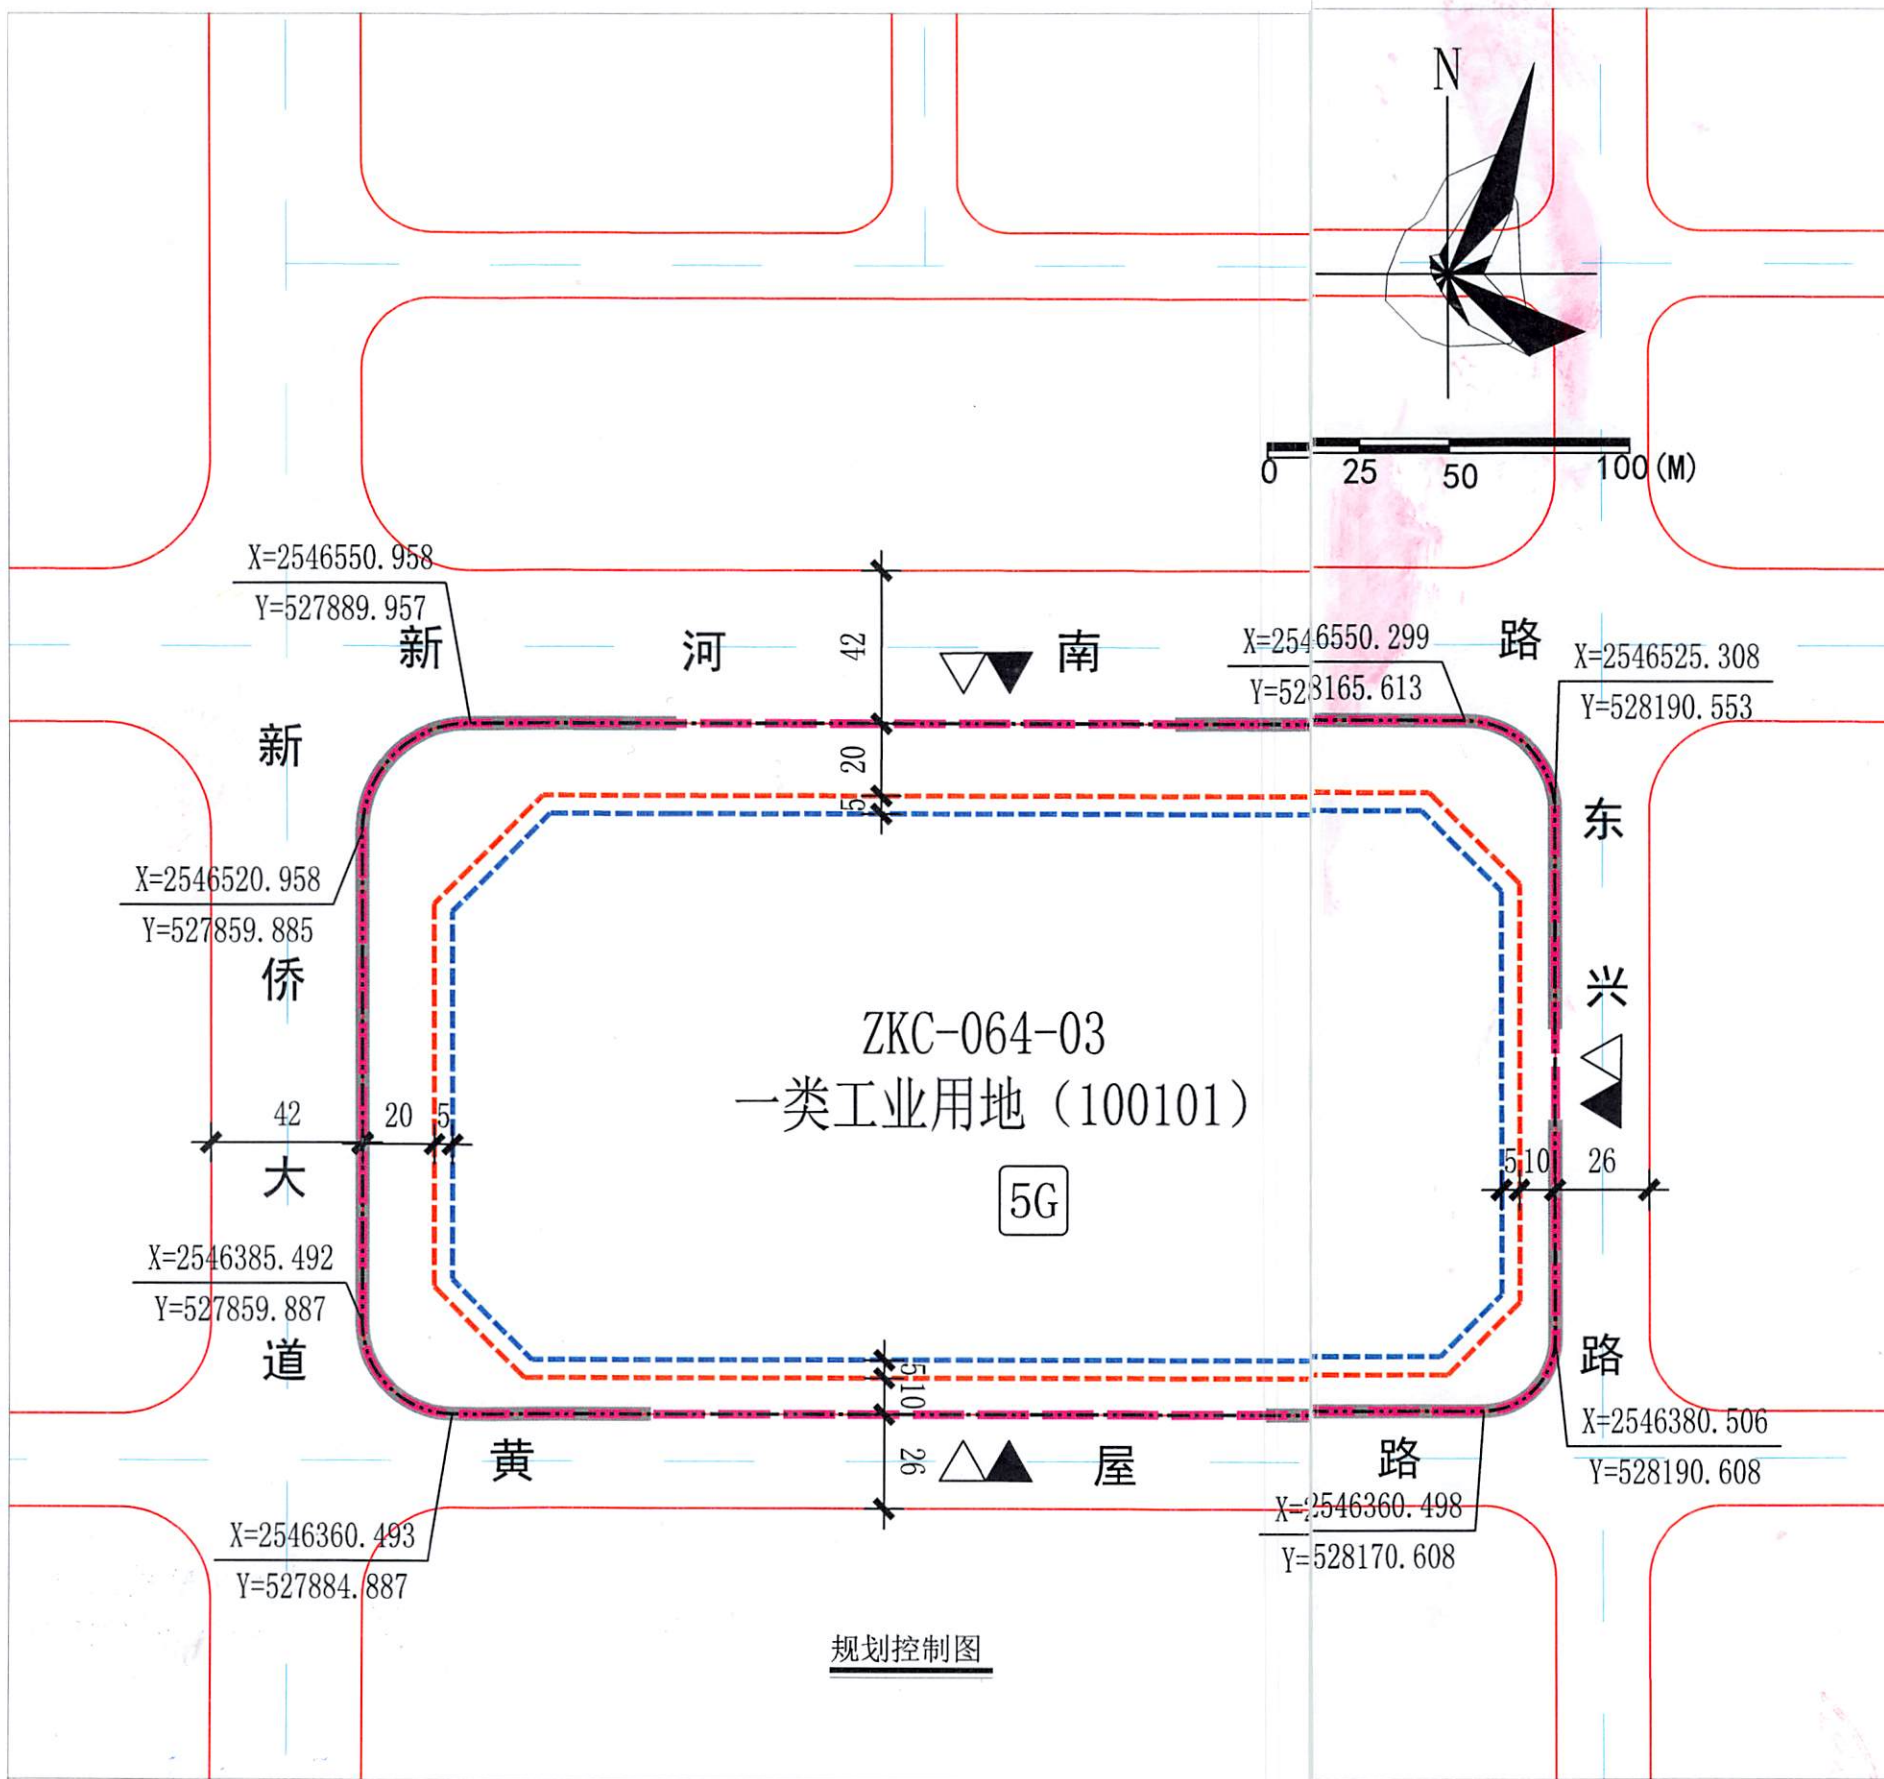 N
0 25 50 100(M)
X=2546550.958
Y=527889.957
新 河 南 路
42
X=2546550.299
Y=528165.613
X=2546525.308
Y=528190.553
新 侨 大 道
20
5
东 兴 路
X=2546520.958
Y=527859.885
ZKC-064-03
一类工业用地（100101）
5G
42 20 5
5 10 26
X=2546385.492
Y=527859.887
5
10
26
黄 屋 路
X=2546380.506
Y=528190.608
X=2546360.493
Y=527884.887
X=2546360.498
Y=528170.608
规划控制图